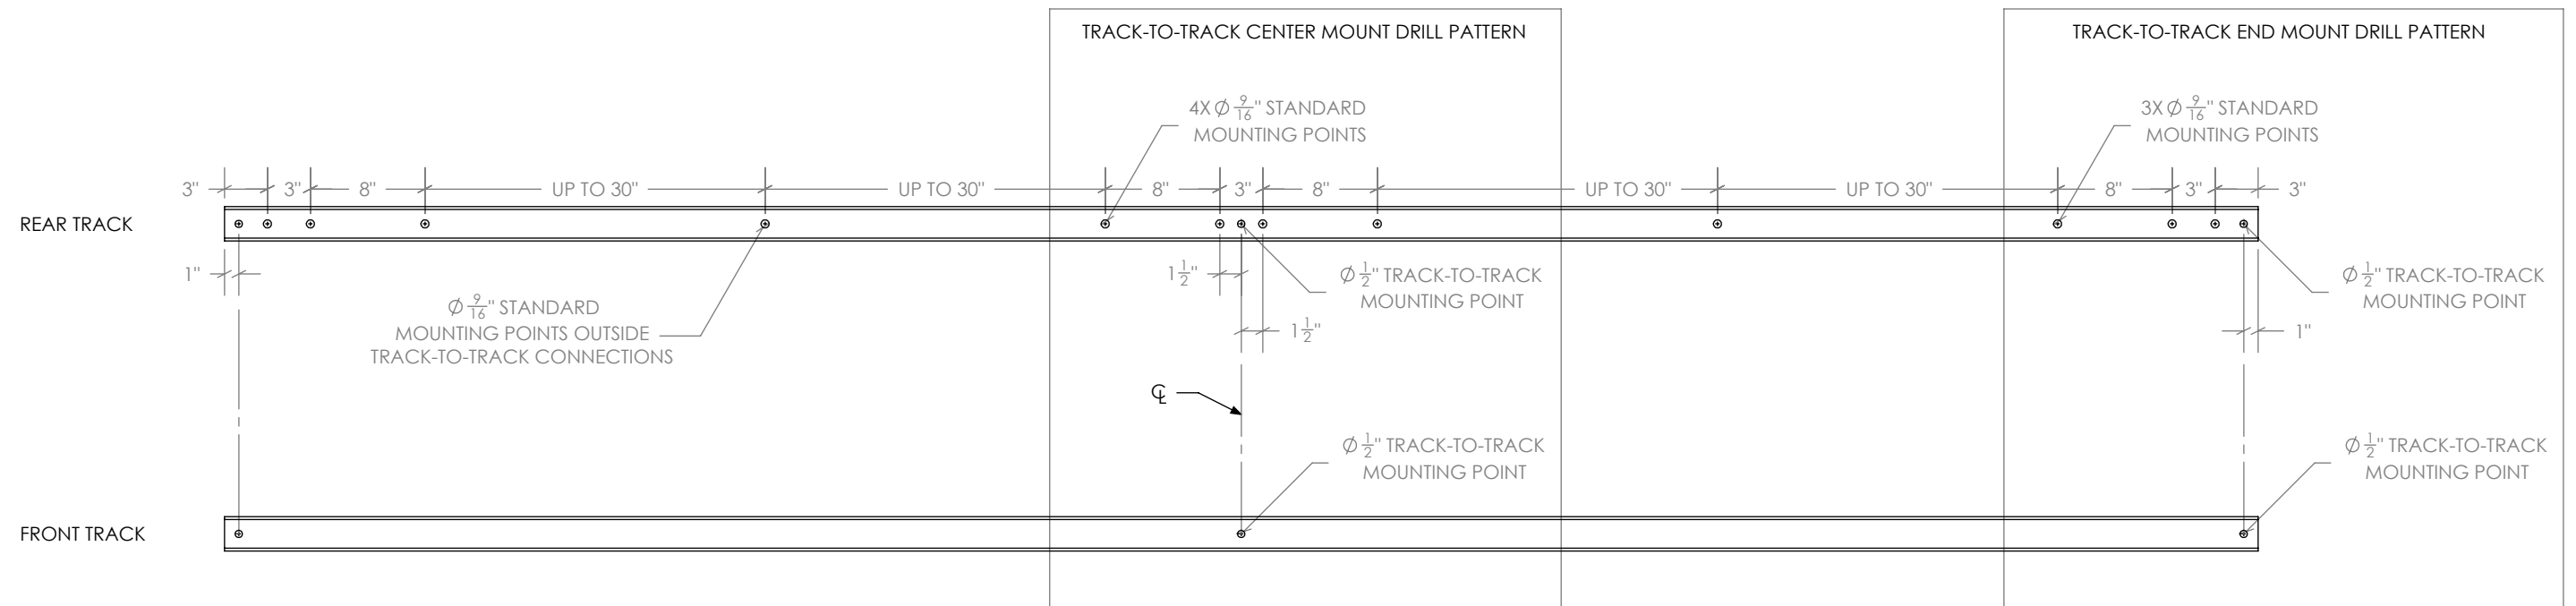 TRACK-TO-TRACK CENTER MOUNT DRILL PATTERN
TRACK-TO-TRACK END MOUNT DRILL PATTERN
4X Ø 9/16" STANDARD
MOUNTING POINTS
3X Ø 9/16" STANDARD
MOUNTING POINTS
3" 3" 8" UP TO 30" UP TO 30" 8" 3" 8" UP TO 30" UP TO 30" 8" 3" 3"
REAR TRACK
1"
1 1/2"
Ø 1/2" TRACK-TO-TRACK
MOUNTING POINT
Ø 1/2" TRACK-TO-TRACK
MOUNTING POINT
Ø 9/16" STANDARD
MOUNTING POINTS OUTSIDE
TRACK-TO-TRACK CONNECTIONS
1 1/2"
1"
℄
Ø 1/2" TRACK-TO-TRACK
MOUNTING POINT
Ø 1/2" TRACK-TO-TRACK
MOUNTING POINT
FRONT TRACK